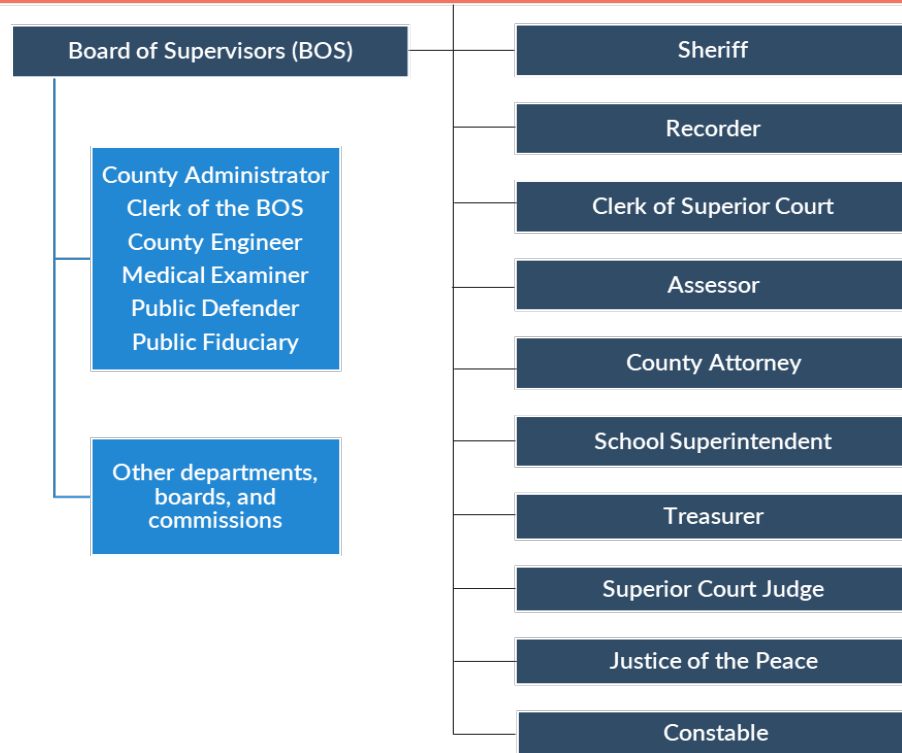 Board of Supervisors (BOS)
County Administrator
Clerk of the BOS
County Engineer
Medical Examiner
Public Defender
Public Fiduciary
Other departments,
boards, and
commissions
Sheriff
Recorder
Clerk of Superior Court
Assessor
County Attorney
School Superintendent
Treasurer
Superior Court Judge
Justice of the Peace
Constable